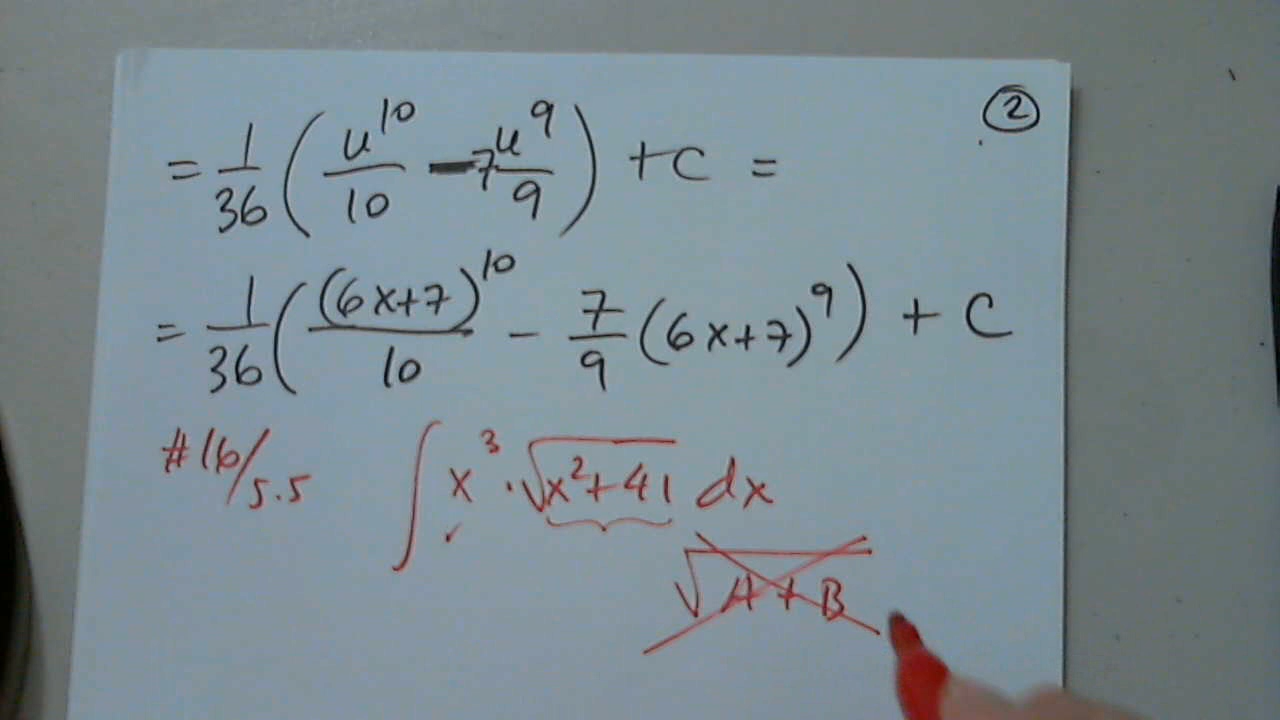 ②
= 1/36 ( u^10/10 - 7 u^9/9 ) + C =
= 1/36 ( (6x+7)^10/10 - 7/9 (6x+7)^9 ) + C
#16/5.5 ∫ x^3 · √(x^2+41) dx
√(A+B)